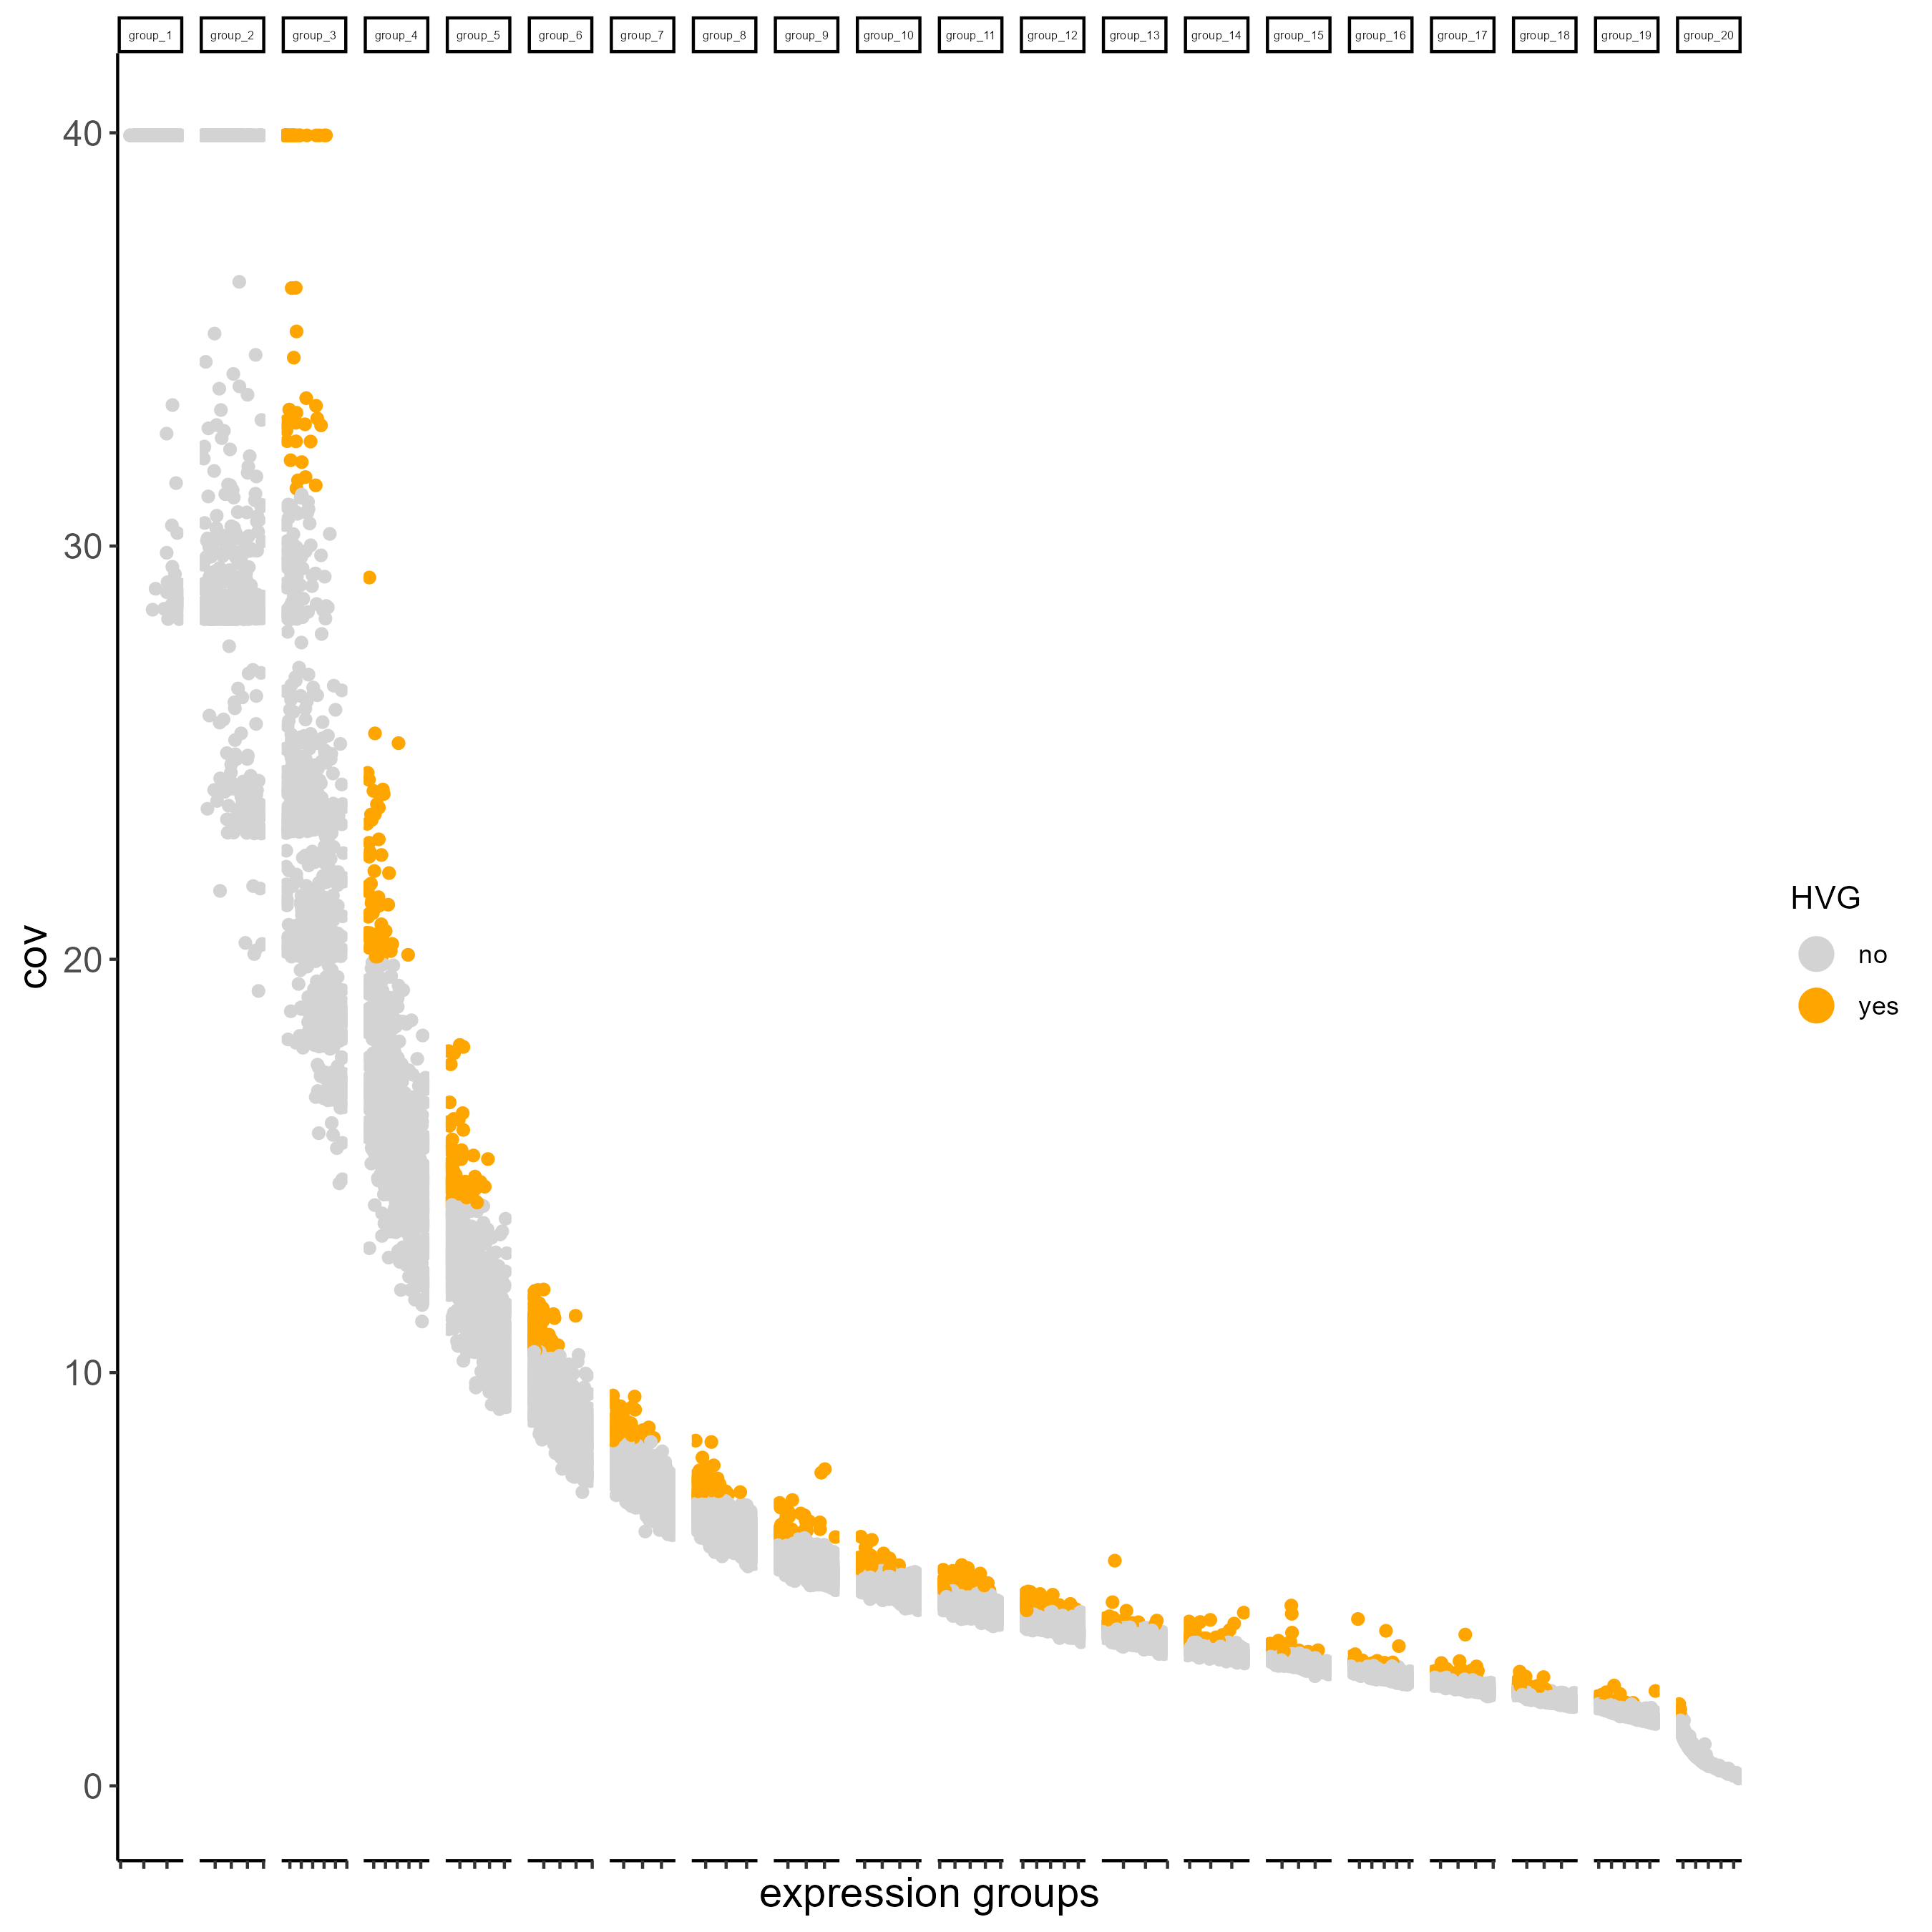 group_1 group_2 group_3 group_4 group_5 group_6 group_7 group_8 group_9 group_10 group_11 group_12 group_13 group_14 group_15 group_16 group_17 group_18 group_19 group_20
40
30
20
10
0
cov
expression groups
HVG
no
yes